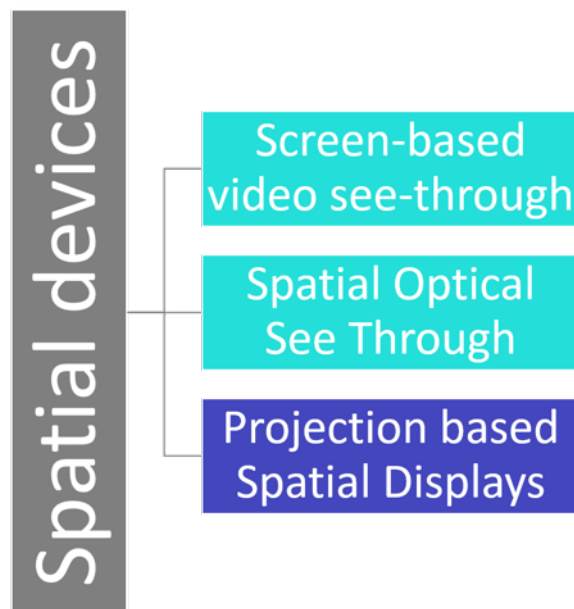 Spatial devices
Screen-based
video see-through
Spatial Optical
See Through
Projection based
Spatial Displays